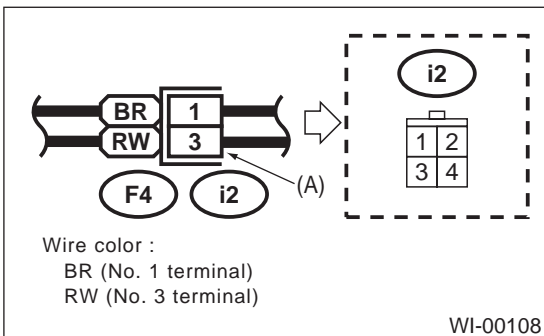 i2
BR 1
RW 3
1 2
3 4
F4 i2 (A)
Wire color :
BR (No. 1 terminal)
RW (No. 3 terminal)
WI-00108